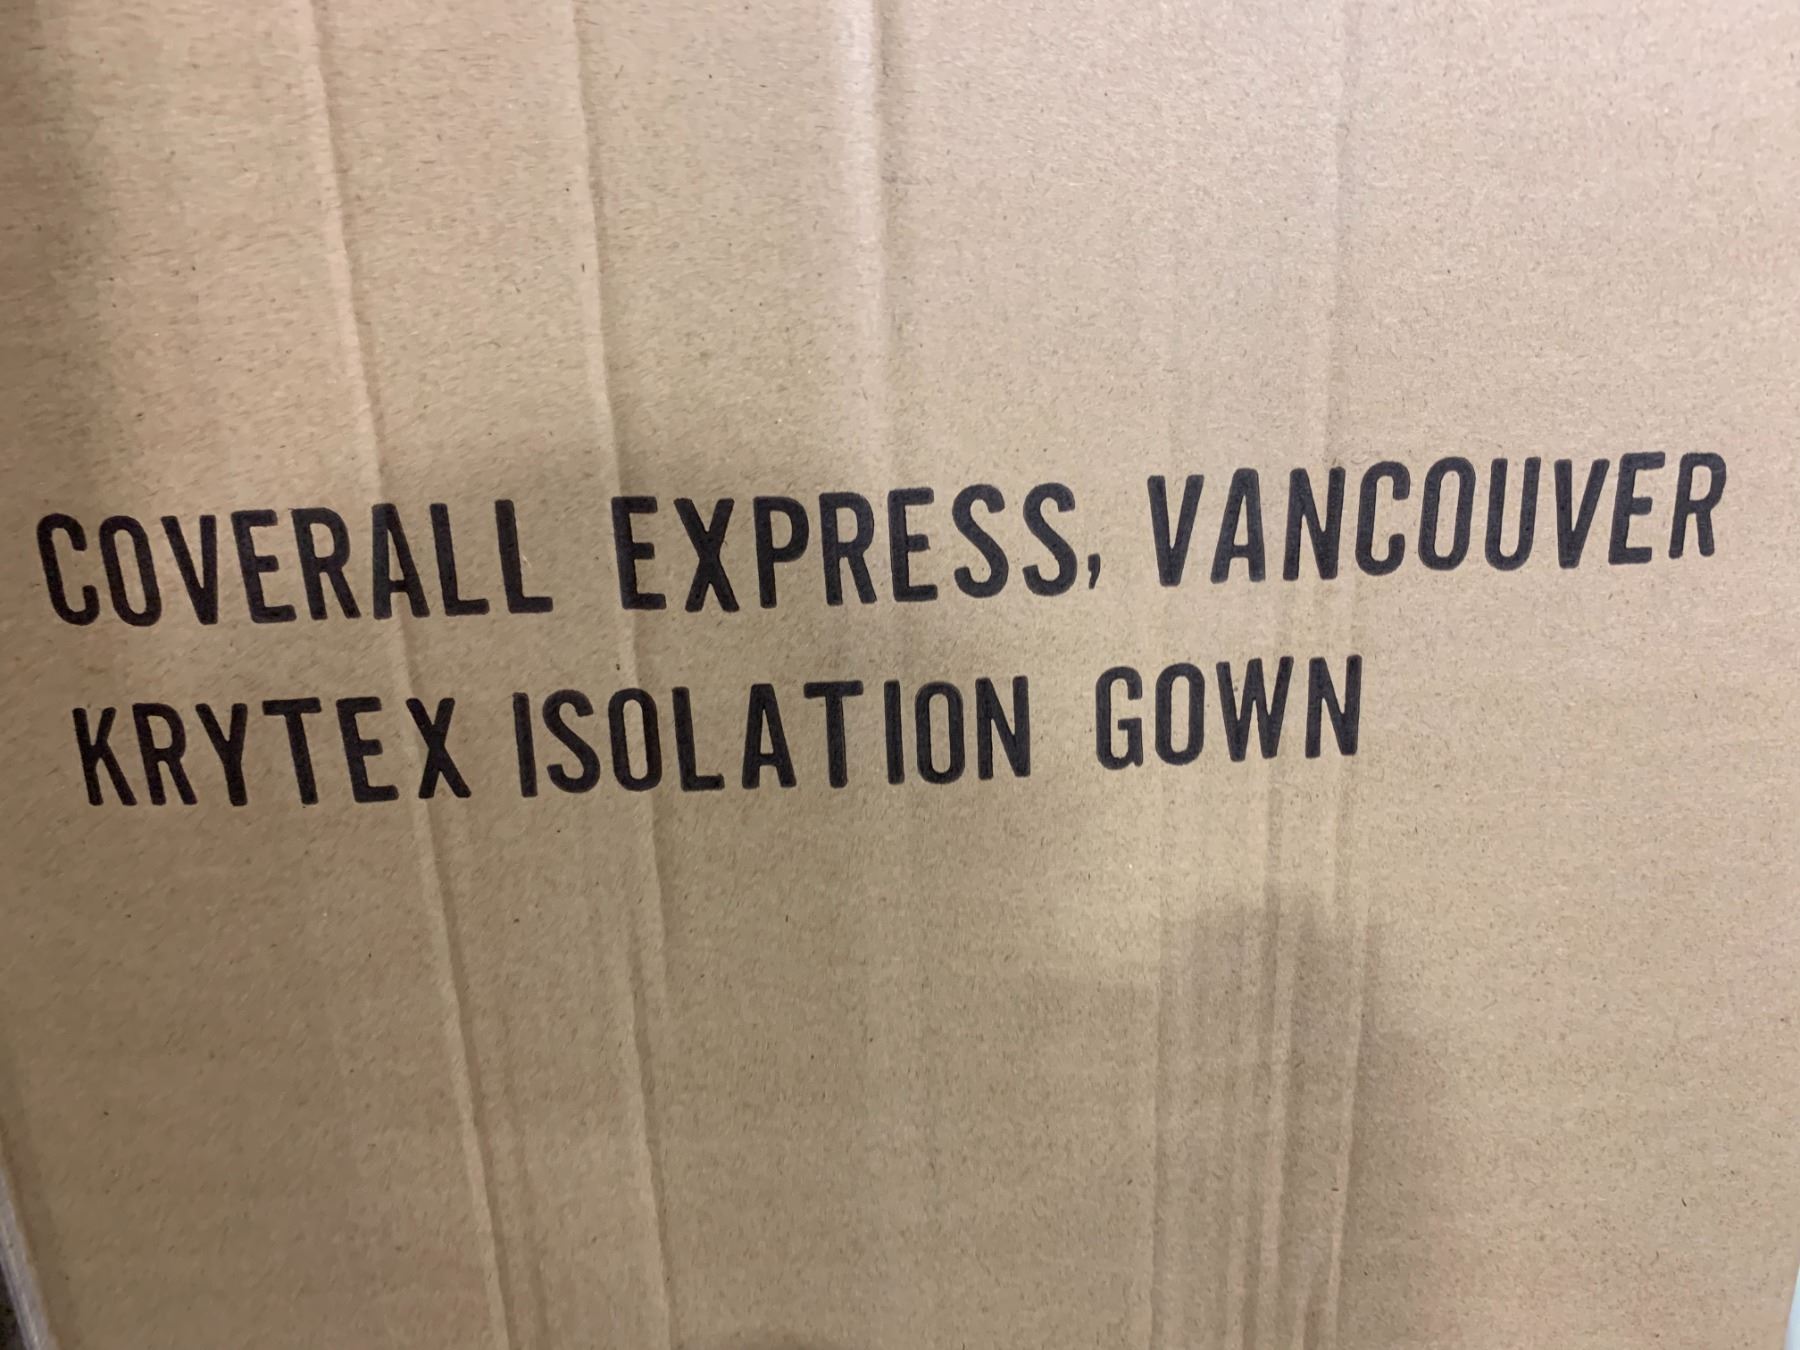 COVERALL EXPRESS, VANCOUVER
KRYTEX ISOLATION GOWN